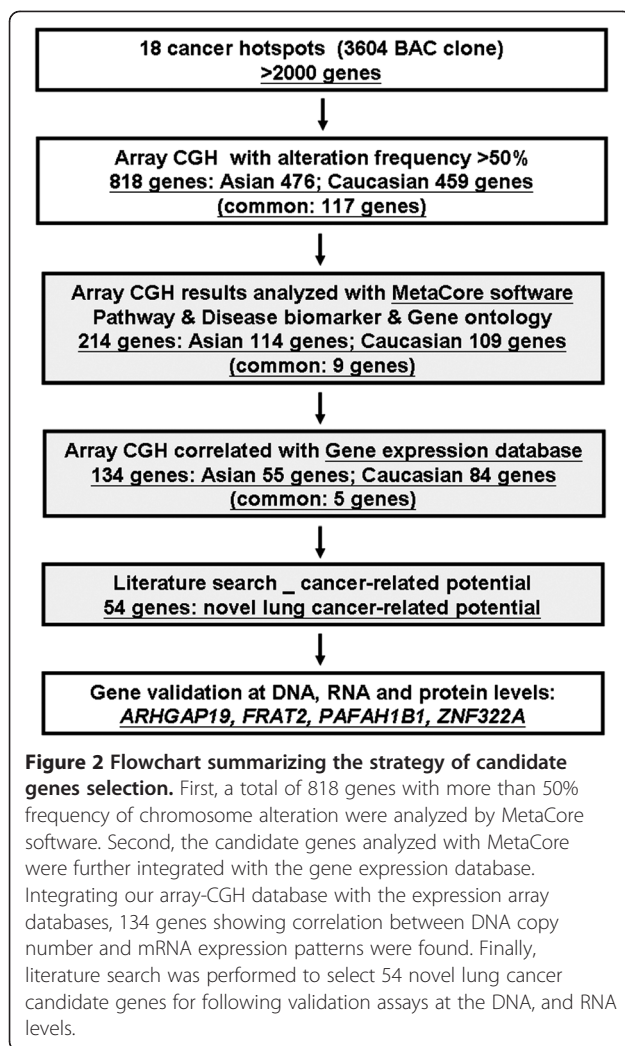 18 cancer hotspots (3604 BAC clone)
>2000 genes
Array CGH with alteration frequency >50%
818 genes: Asian 476; Caucasian 459 genes
(common: 117 genes)
Array CGH results analyzed with MetaCore software
Pathway & Disease biomarker & Gene ontology
214 genes: Asian 114 genes; Caucasian 109 genes
(common: 9 genes)
Array CGH correlated with Gene expression database
134 genes: Asian 55 genes; Caucasian 84 genes
(common: 5 genes)
Literature search _ cancer-related potential
54 genes: novel lung cancer-related potential
Gene validation at DNA, RNA and protein levels:
ARHGAP19, FRAT2, PAFAH1B1, ZNF322A
Figure 2 Flowchart summarizing the strategy of candidate
genes selection. First, a total of 818 genes with more than 50%
frequency of chromosome alteration were analyzed by MetaCore
software. Second, the candidate genes analyzed with MetaCore
were further integrated with the gene expression database.
Integrating our array-CGH database with the expression array
databases, 134 genes showing correlation between DNA copy
number and mRNA expression patterns were found. Finally,
literature search was performed to select 54 novel lung cancer
candidate genes for following validation assays at the DNA, and RNA
levels.